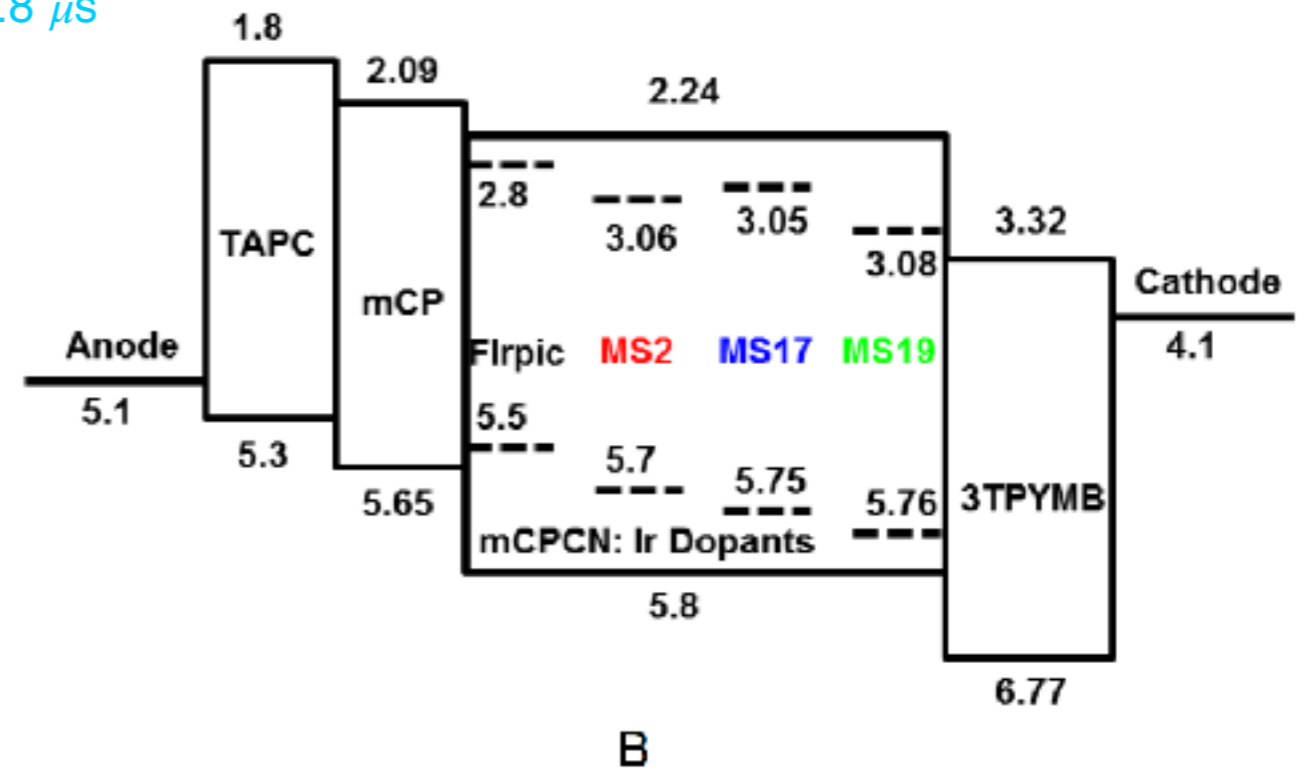 .8 μs
1.8
2.09
2.24
2.8
3.06
3.05
3.08
3.32
TAPC
mCP
Anode
5.1
FIrpic
MS2
MS17
MS19
Cathode
4.1
5.5
5.7
5.75
5.76
3TPYMB
5.3
5.65
mCPCN: Ir Dopants
5.8
6.77
B